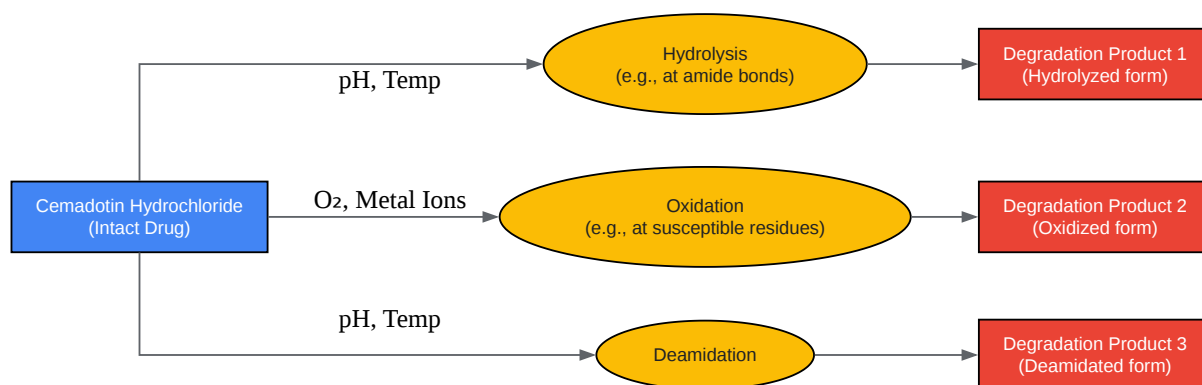 Hydrolysis
(e.g., at amide bonds)
Degradation Product 1
(Hydrolyzed form)
pH, Temp
Cemadotin Hydrochloride
(Intact Drug)
O₂, Metal Ions
Oxidation
(e.g., at susceptible residues)
Degradation Product 2
(Oxidized form)
pH, Temp
Deamidation
Degradation Product 3
(Deamidated form)